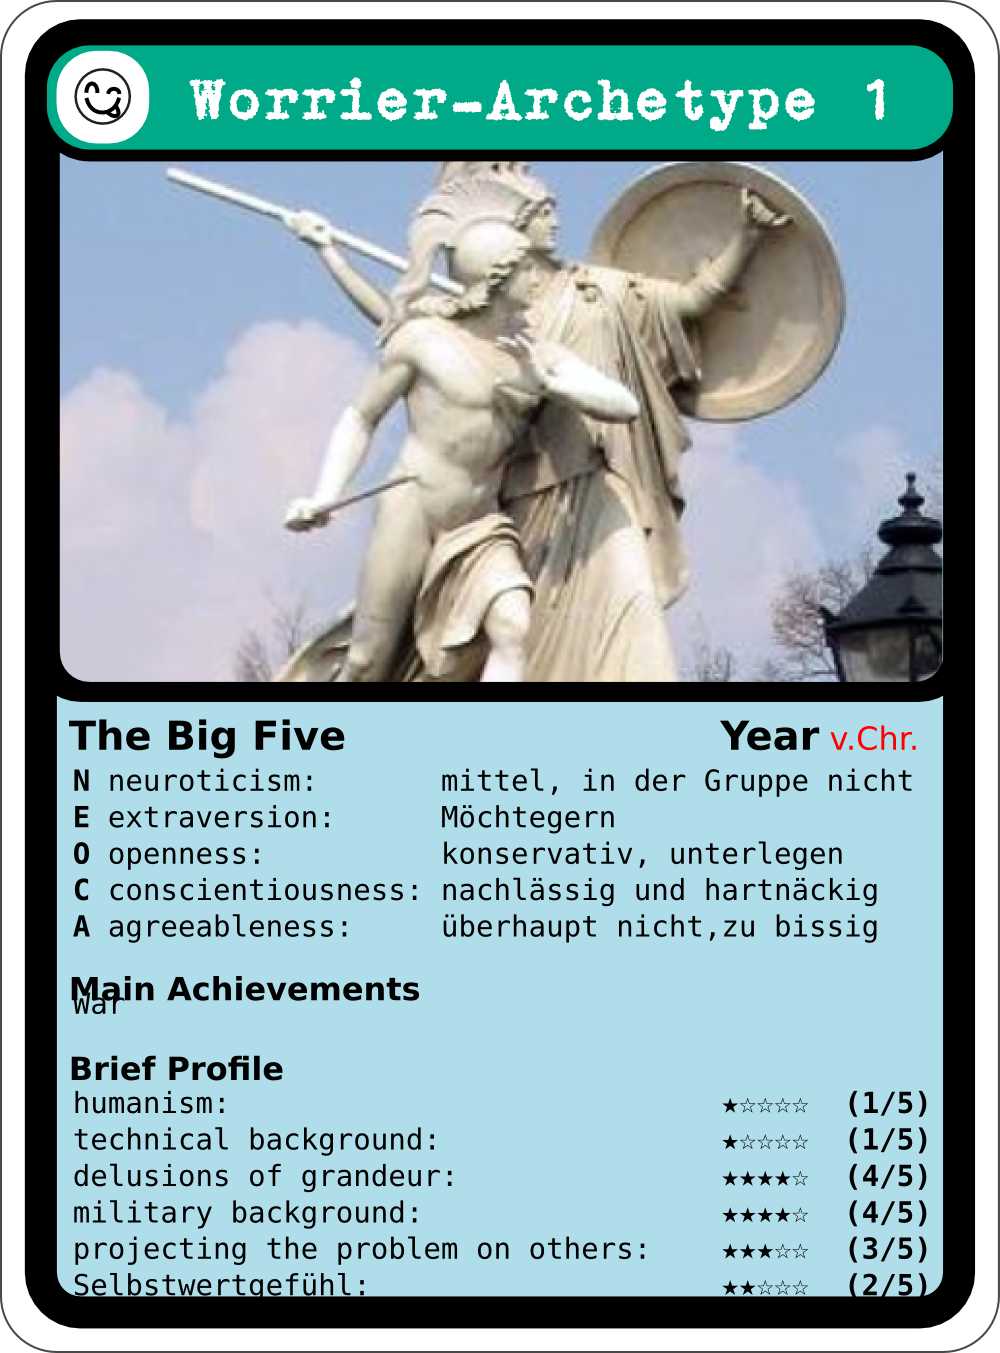 Worrier-Archetype 1
The Big Five Year v.Chr.
N neuroticism: mittel, in der Gruppe nicht
E extraversion: Möchtegern
O openness: konservativ, unterlegen
C conscientiousness: nachlässig und hartnäckig
A agreeableness: überhaupt nicht,zu bissig
Main Achievements
War
Brief Profile
humanism: ★☆☆☆☆ (1/5)
technical background: ★☆☆☆☆ (1/5)
delusions of grandeur: ★★★★☆ (4/5)
military background: ★★★★☆ (4/5)
projecting the problem on others: ★★★☆☆ (3/5)
Selbstwertgefühl: ★★☆☆☆ (2/5)